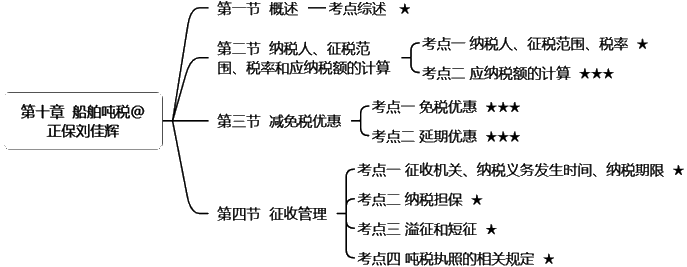 第十章 船舶吨税@
正保刘佳辉
第一节 概述
考点综述 ★
第二节 纳税人、征税范
围、税率和应纳税额的计算
考点一 纳税人、征税范围、税率 ★
考点二 应纳税额的计算 ★★★
第三节 减免税优惠
考点一 免税优惠 ★★★
考点二 延期优惠 ★★★
第四节 征收管理
考点一 征收机关、纳税义务发生时间、纳税期限 ★
考点二 纳税担保 ★
考点三 溢征和短征 ★
考点四 吨税执照的相关规定 ★